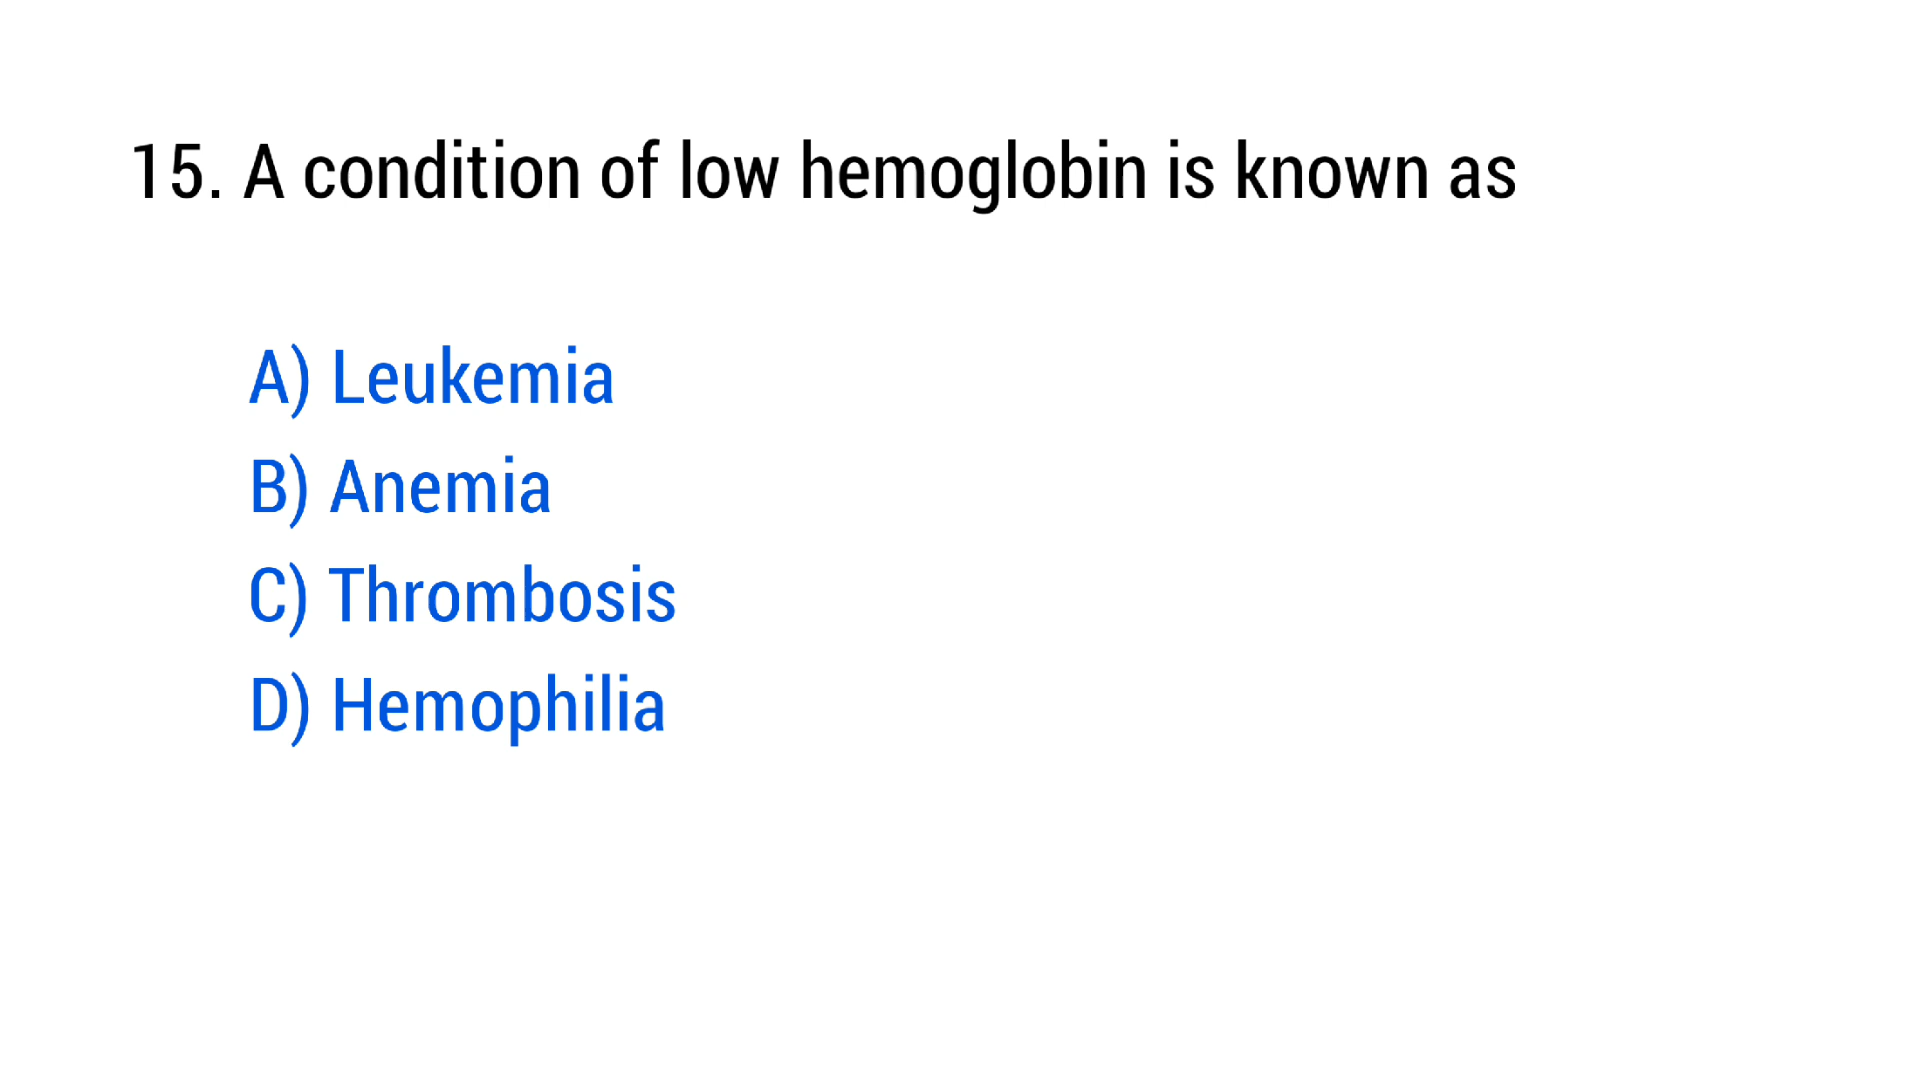 15. A condition of low hemoglobin is known as
A) Leukemia
B) Anemia
C) Thrombosis
D) Hemophilia